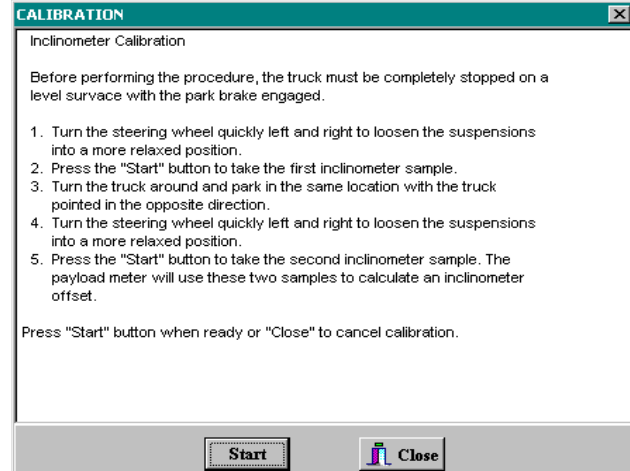 CALIBRATION
Inclinometer Calibration
Before performing the procedure, the truck must be completely stopped on a
level survace with the park brake engaged.
1. Turn the steering wheel quickly left and right to loosen the suspensions
into a more relaxed position.
2. Press the "Start" button to take the first inclinometer sample.
3. Turn the truck around and park in the same location with the truck
pointed in the opposite direction.
4. Turn the steering wheel quickly left and right to loosen the suspensions
into a more relaxed position.
5. Press the "Start" button to take the second inclinometer sample. The
payload meter will use these two samples to calculate an inclinometer
offset.
Press "Start" button when ready or "Close" to cancel calibration.
Start
Close